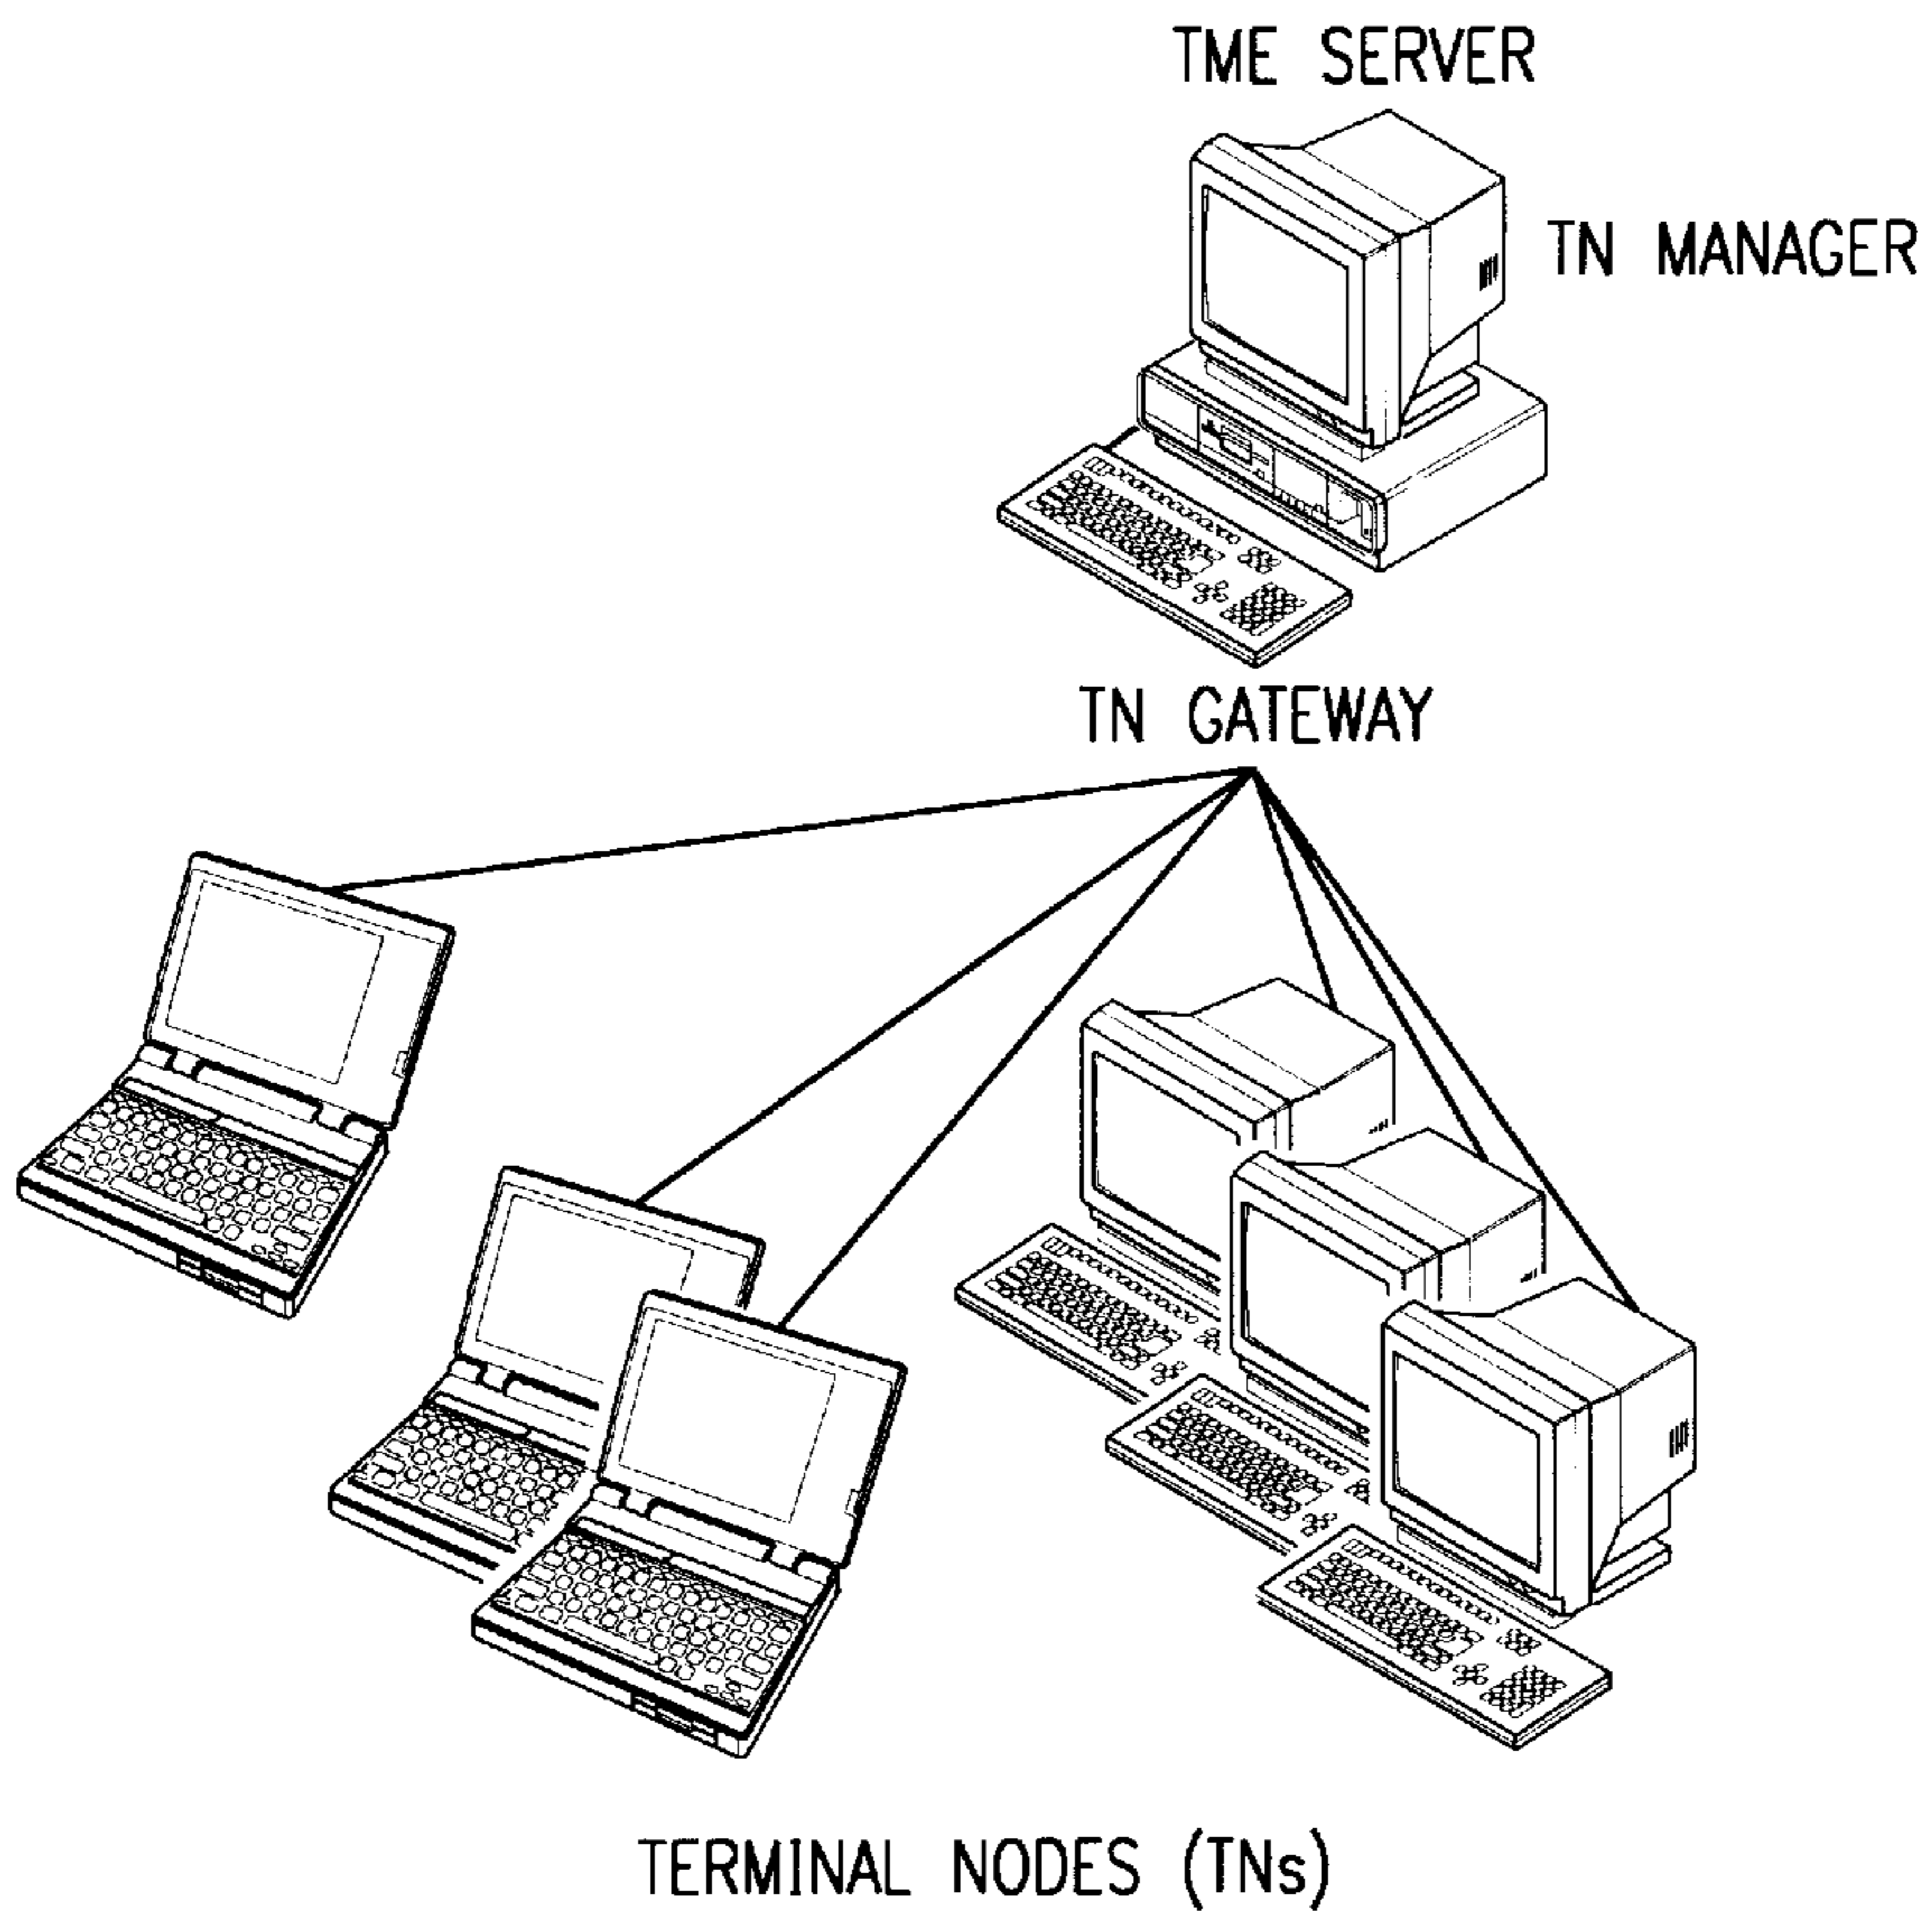 TME SERVER
TN MANAGER
TN GATEWAY
TERMINAL NODES (TNs)